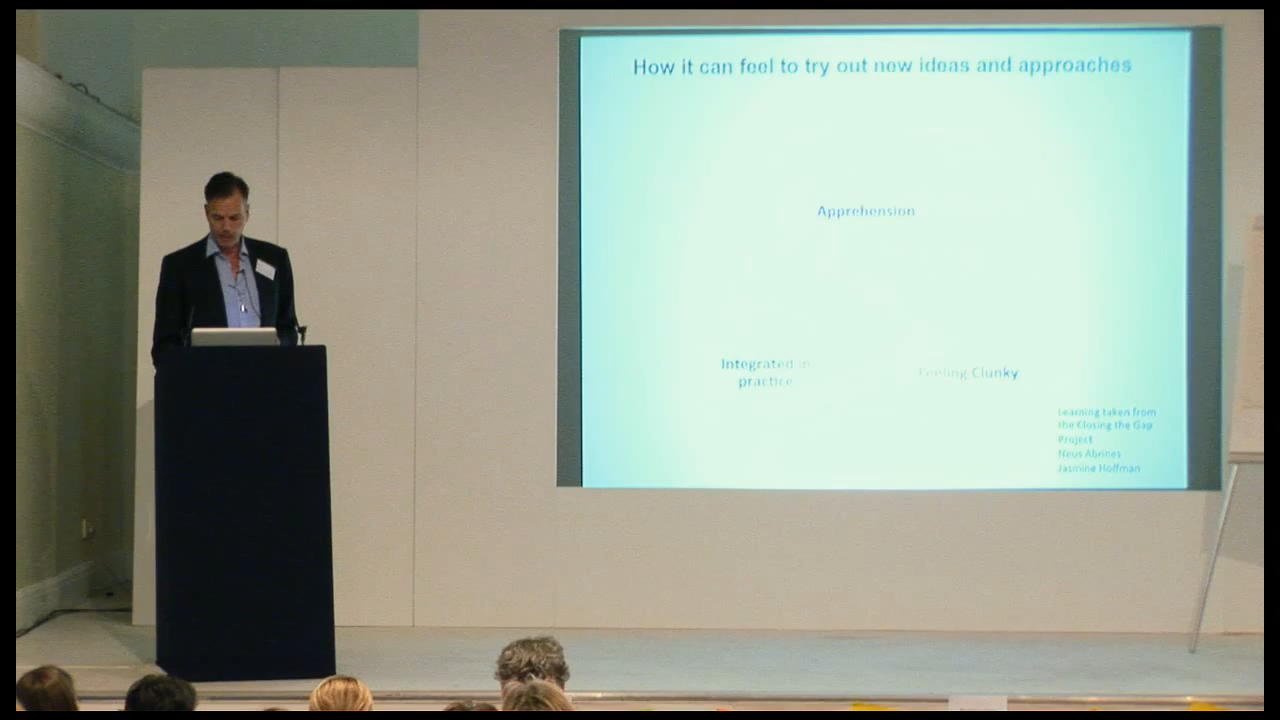 How it can feel to try out new ideas and approaches
Apprehension
Integrated in
practice
Feeling Clunky
Learning taken from
the Closing the Gap
Project
Neus Abrines
Jasmine Hoffman